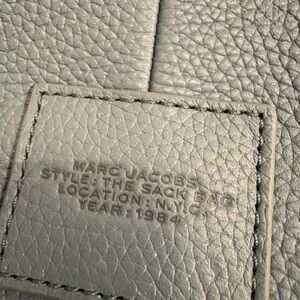 MARC JACOBS
STYLE: THE SACK BAG
LOCATION: N.Y.C.
YEAR: 1984